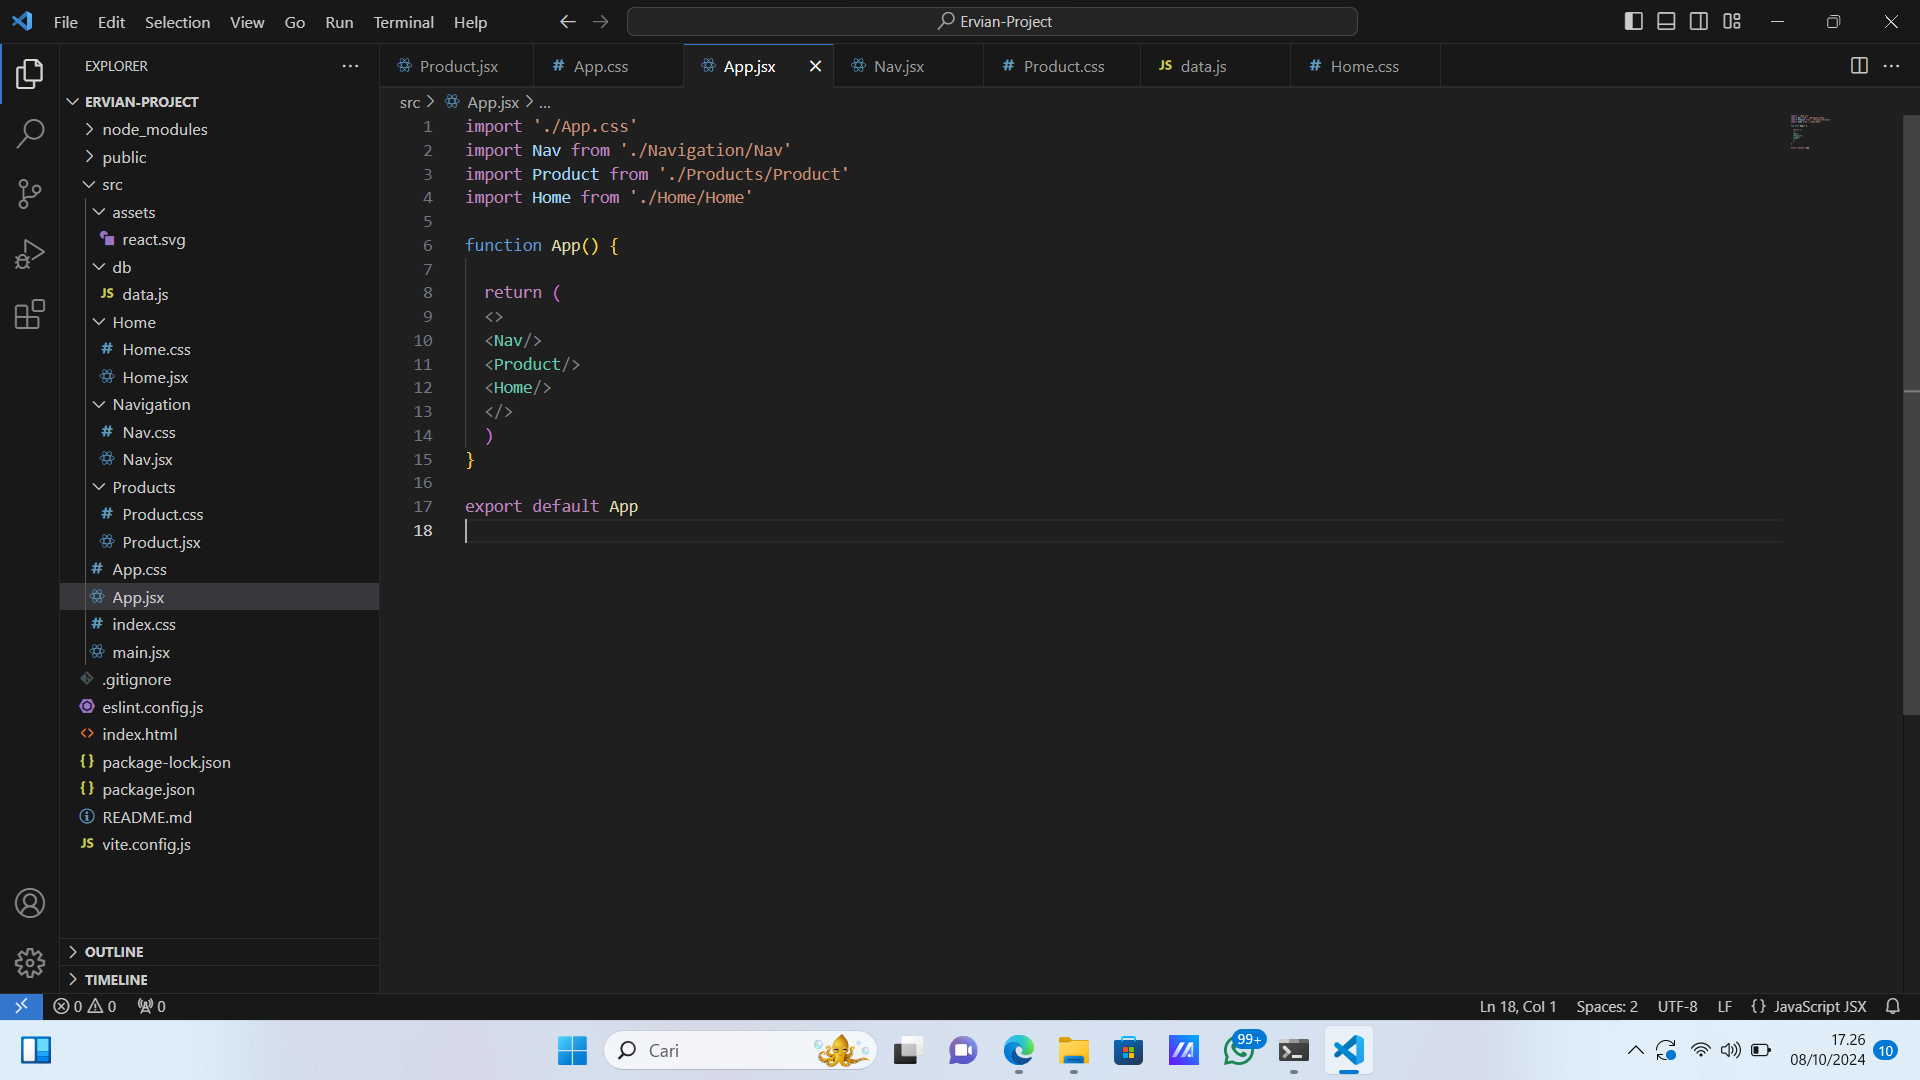 File Edit Selection View Go Run Terminal Help
Ervian-Project
EXPLORER
ERVIAN-PROJECT
node_modules
public
src
assets
react.svg
db
JS data.js
Home
# Home.css
Home.jsx
Navigation
# Nav.css
Nav.jsx
Products
# Product.css
Product.jsx
# App.css
App.jsx
# index.css
main.jsx
.gitignore
eslint.config.js
<> index.html
{} package-lock.json
{} package.json
README.md
JS vite.config.js
OUTLINE
TIMELINE
Product.jsx # App.css App.jsx Nav.jsx # Product.css JS data.js # Home.css
src > App.jsx > ...
1 import './App.css'
2 import Nav from './Navigation/Nav'
3 import Product from './Products/Product'
4 import Home from './Home/Home'
5
6 function App() {
7
8 return (
9 <>
10 <Nav/>
11 <Product/>
12 <Home/>
13 </>
14 )
15 }
16
17 export default App
18
0 0 0
Ln 18, Col 1 Spaces: 2 UTF-8 LF {} JavaScript JSX
Cari
99+
17.26
08/10/2024
10